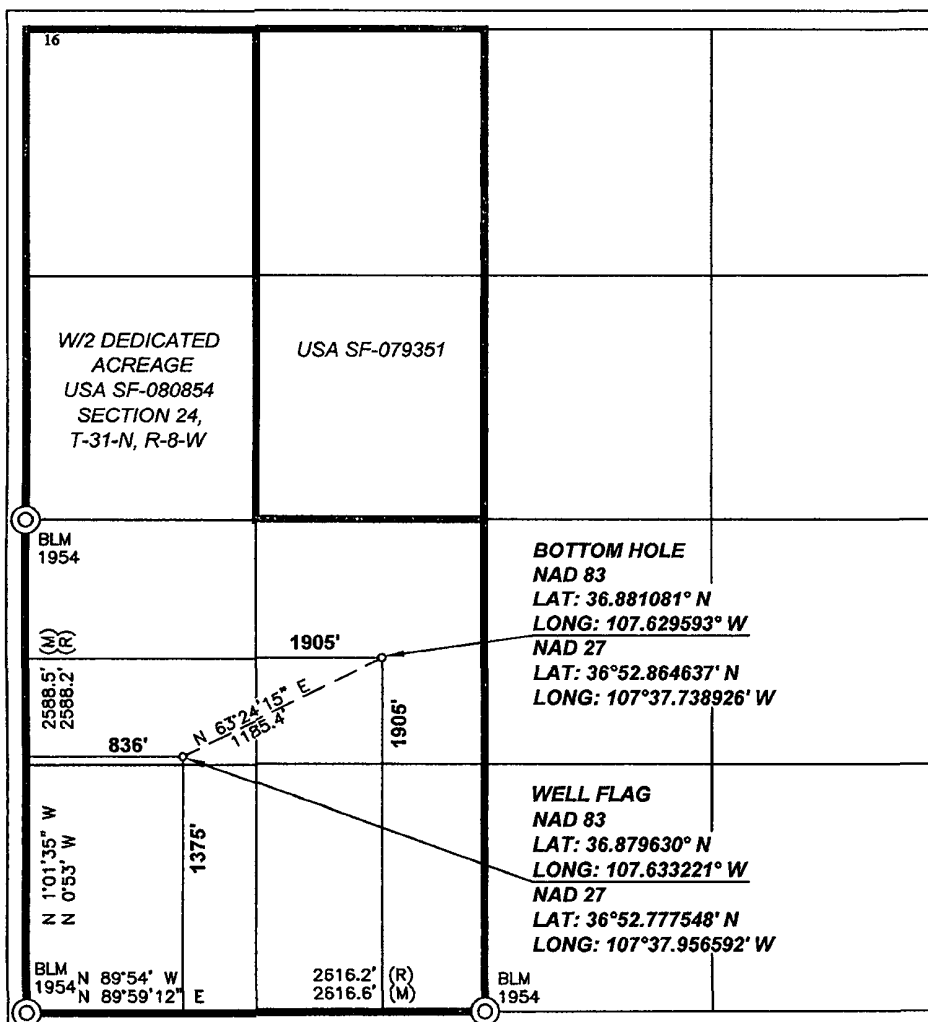 16
W/2 DEDICATED
ACREAGE
USA SF-080854
SECTION 24,
T-31-N, R-8-W
USA SF-079351
BLM
1954
BOTTOM HOLE
NAD 83
LAT: 36.881081° N
LONG: 107.629593° W
NAD 27
LAT: 36°52.864637' N
LONG: 107°37.738926' W
1905'
2588.5' (M)
2588.2' (R)
N 63°24'15" E
1185.4'
1905'
836'
1375'
WELL FLAG
NAD 83
LAT: 36.879630° N
LONG: 107.633221° W
NAD 27
LAT: 36°52.777548' N
LONG: 107°37.956592' W
N 1°01'35" W
N 0°53' W
BLM
1954
N 89°54' W
N 89°59'12" E
2616.2' (R)
2616.6' (M)
BLM
1954